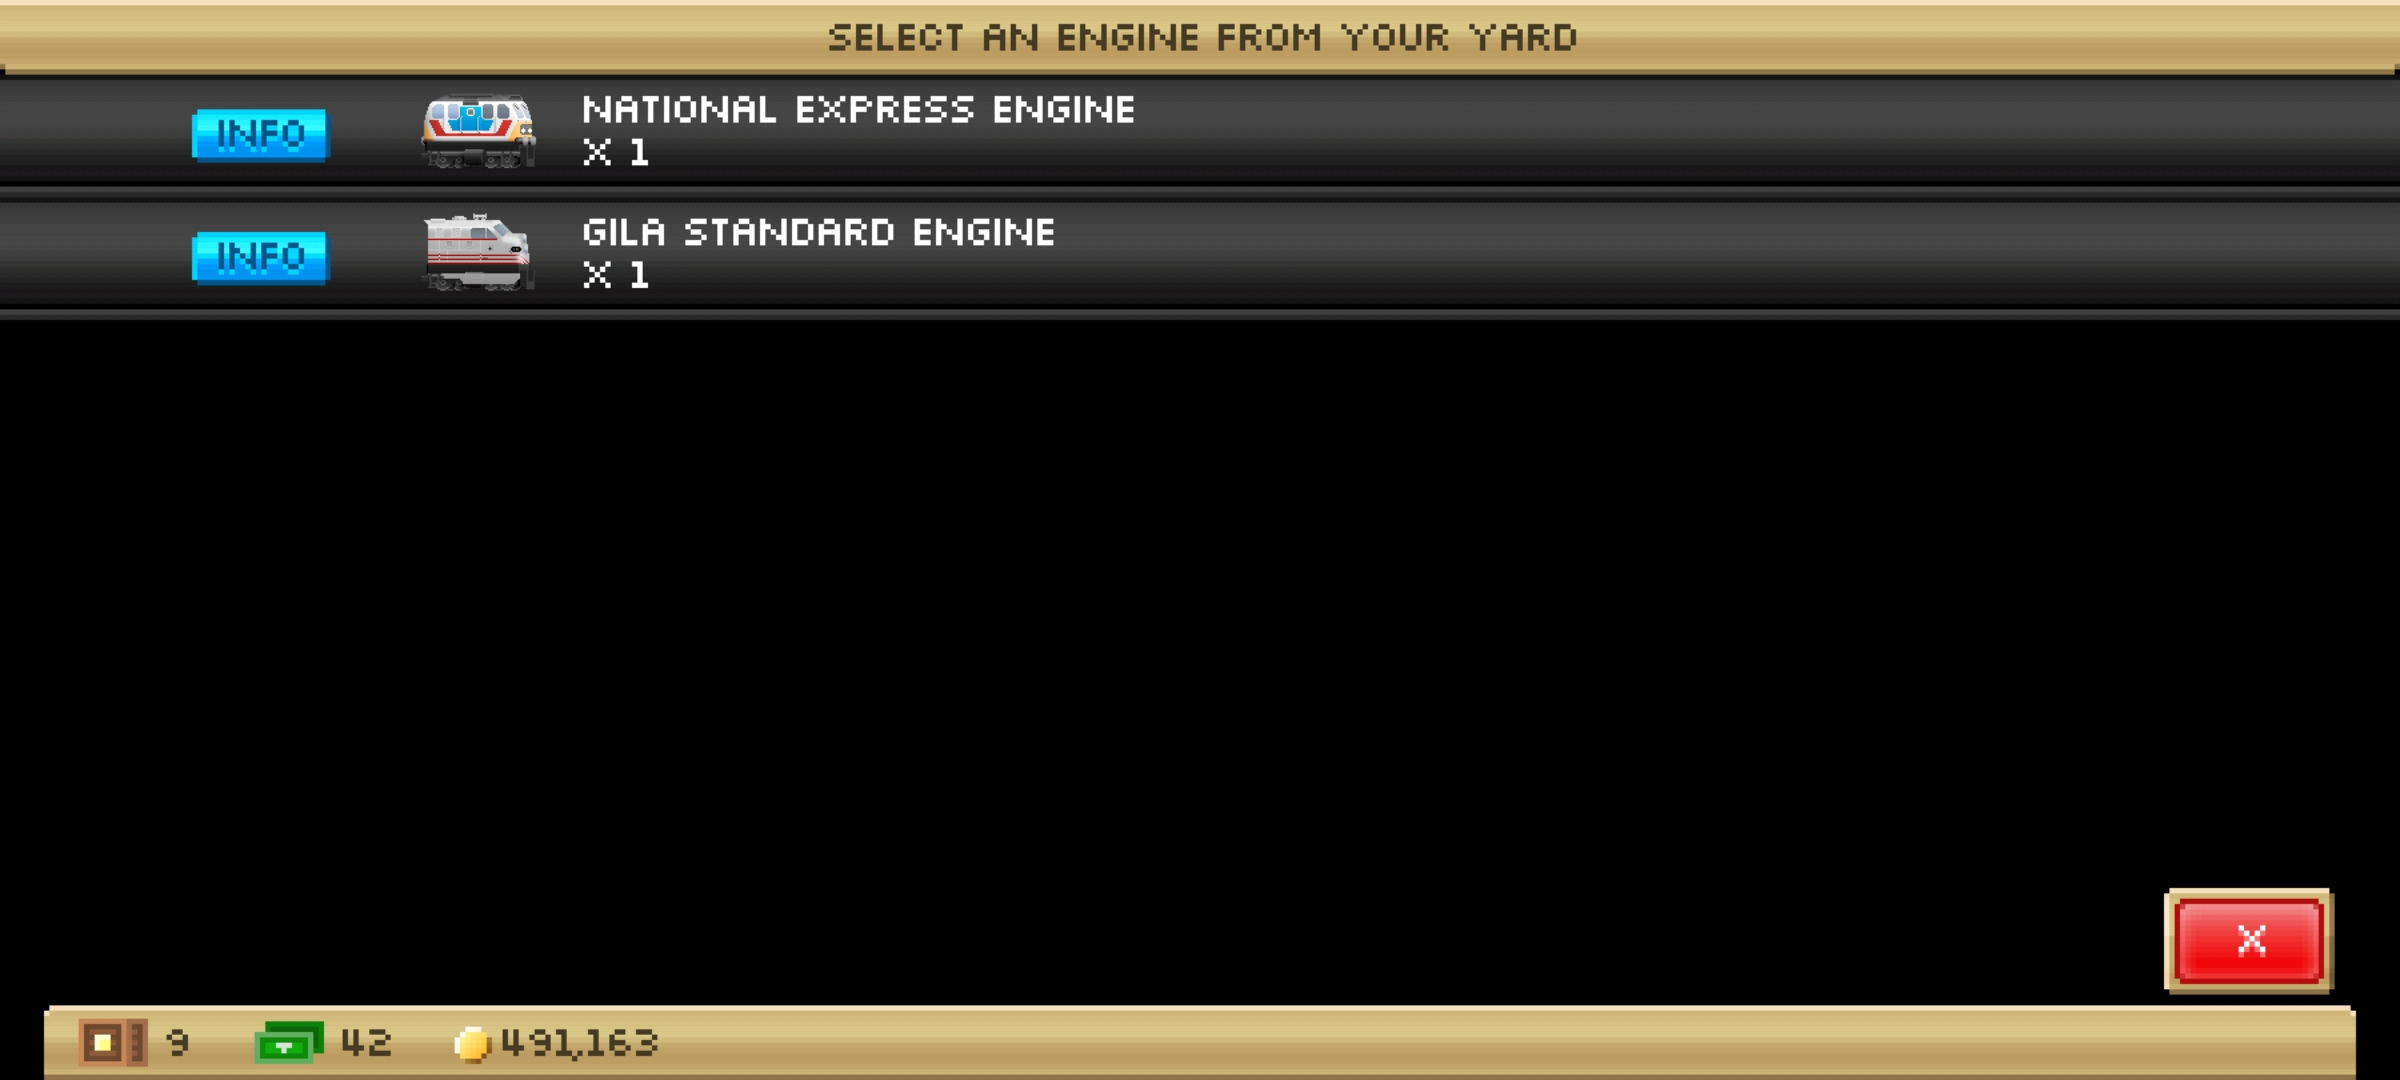 SELECT AN ENGINE FROM YOUR YARD
INFO
NATIONAL EXPRESS ENGINE
X 1
INFO
GILA STANDARD ENGINE
X 1
X
9 42 491,163